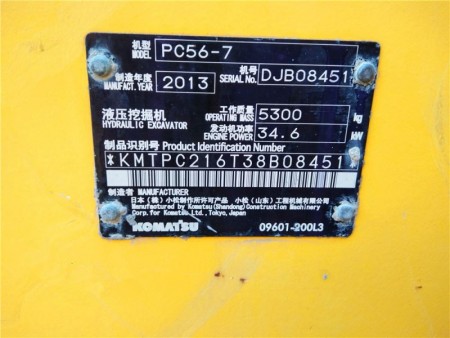 机型 MODEL PC56-7
制造年度 MANUFACT. YEAR 2013 机号 SERIAL No. DJB08451
液压挖掘机 HYDRAULIC EXCAVATOR 工作质量 OPERATING MASS 5300 kg
发动机功率 ENGINE POWER 34.6 kW
制品识别号 Product Identification Number
*KMTPC216T38B08451*
制造者 MANUFACTURER
日本(株)小松制作所许可产品 小松(山东)工程机械有限公司
Manufactured by Komatsu(Shandong)Construction Machinery
Corp.for Komatsu Ltd.,Tokyo,Japan
KOMATSU 09601-200L3